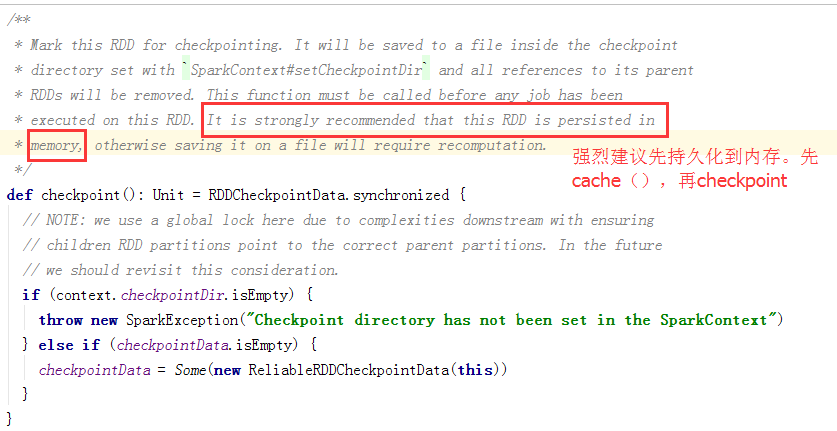 /**
 * Mark this RDD for checkpointing. It will be saved to a file inside the checkpoint
 * directory set with `SparkContext#setCheckpointDir` and all references to its parent
 * RDDs will be removed. This function must be called before any job has been
 * executed on this RDD. It is strongly recommended that this RDD is persisted in
 * memory, otherwise saving it on a file will require recomputation.
 */
强烈建议先持久化到内存。先
cache（），再checkpoint
def checkpoint(): Unit = RDDCheckpointData.synchronized {
  // NOTE: we use a global lock here due to complexities downstream with ensuring
  // children RDD partitions point to the correct parent partitions. In the future
  // we should revisit this consideration.
  if (context.checkpointDir.isEmpty) {
    throw new SparkException("Checkpoint directory has not been set in the SparkContext")
  } else if (checkpointData.isEmpty) {
    checkpointData = Some(new ReliableRDDCheckpointData(this))
  }
}